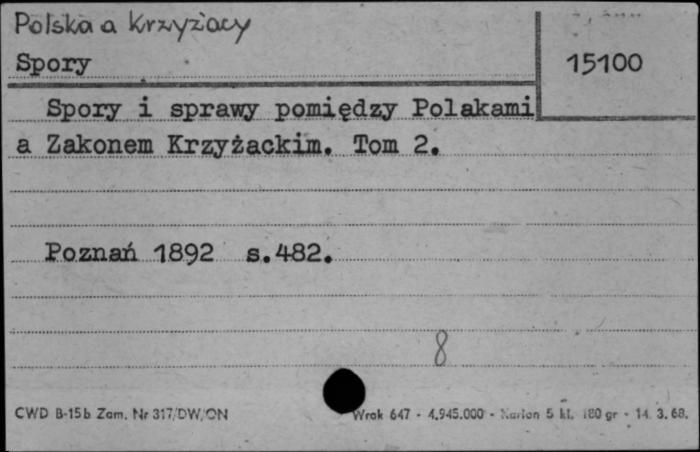 Polska a Krzyżacy
Spory
15100
Spory i sprawy pomiędzy Polakami
a Zakonem Krzyżackim. Tom 2.
Poznań 1892 s.482.
8
CWD B-15b Zam. Nr 317/DW/ON
Wrak 647 - 4.945.000 - Karton 5 kl. 180 gr - 14. 3. 68.